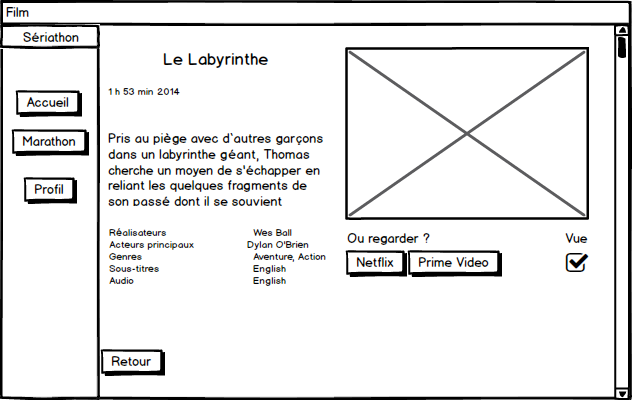 Film
Sériathon
Accueil
Marathon
Profil
Le Labyrinthe
1 h 53 min 2014
Pris au piège avec d`autres garçons
dans un labyrinthe géant, Thomas
cherche un moyen de s'échapper en
reliant les quelques fragments de
son passé dont il se souvient
Réalisateurs Wes Ball
Acteurs principaux Dylan O'Brien
Genres Aventure, Action
Sous-titres English
Audio English
Retour
Ou regarder ? Vue
Netflix Prime Video